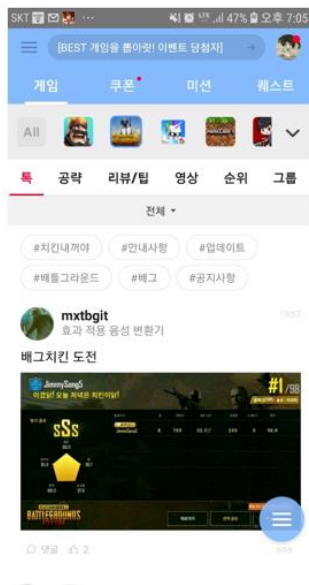 SKT ··· 47% 오후 7:05
[BEST 게임을 뽑아랏! 이벤트 당첨자] →
게임 쿠폰 미션 퀘스트
All
톡 공략 리뷰/팁 영상 순위 그룹
전체
#치킨내꺼야 #안내사항 #업데이트
#배틀그라운드 #배그 #공지사항
mxtbgit
효과 적용 음성 변환기
배그치킨 도전
JimmySong5
이겼닭! 오늘 저녁은 치킨이닭!
#1/98
SSS
BATTLEGROUNDS
댓글 2